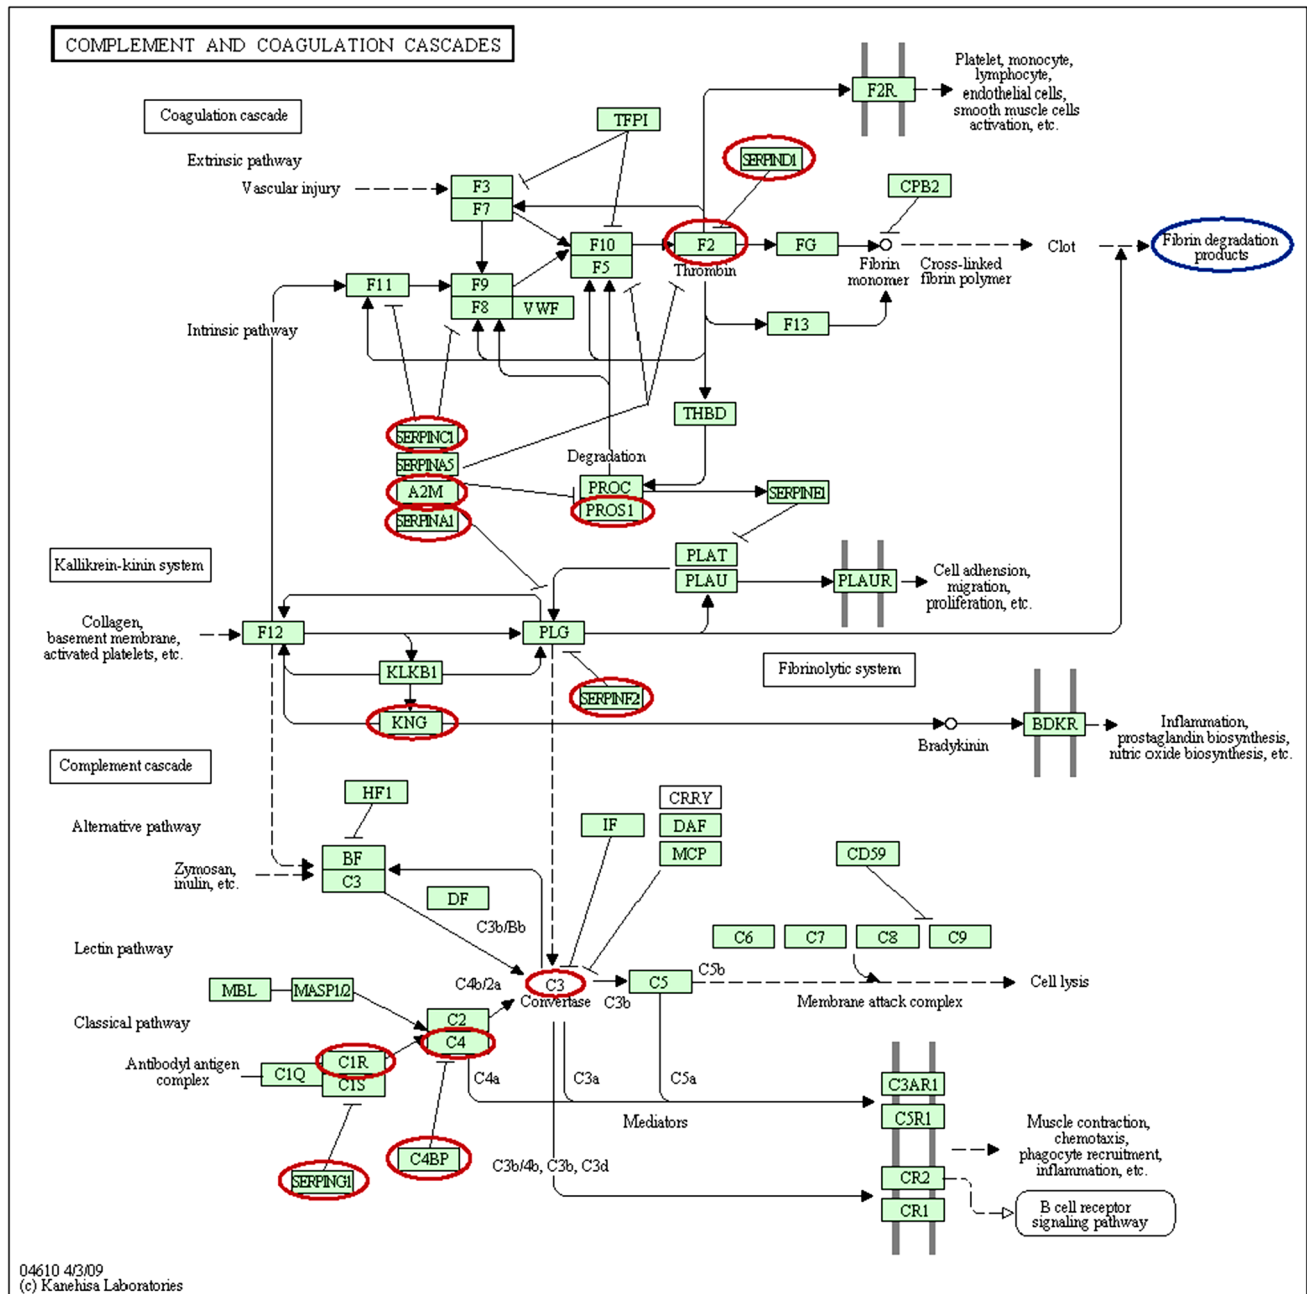 COMPLEMENT AND COAGULATION CASCADES
Platelet, monocyte,
lymphocyte,
endothelial cells,
smooth muscle cells
activation, etc.
F2R
Coagulation cascade
TFPI
Extrinsic pathway
SERPIND1
Vascular injury
F3
F7
CPB2
F10
F5
F2
Thrombin
FG
Fibrin
monomer
Cross-linked
fibrin polymer
Clot
Fibrin degradation
products
F11
F9
F8
VWF
F13
Intrinsic pathway
THBD
SERPINC1
SERPINA5
A2M
SERPINA1
Degradation
PROC
PROS1
SERPINE1
Kallikrein-kinin system
PLAT
PLAU
PLAUR
Cell adhension,
migration,
proliferation, etc.
Collagen,
basement membrane,
activated platelets, etc.
F12
PLG
KLKB1
Fibrinolytic system
SERPINF2
KNG
Bradykinin
BDKR
Inflammation,
prostaglandin biosynthesis,
nitric oxide biosynthesis, etc.
Complement cascade
HF1
CRRY
IF
DAF
MCP
CD59
Alternative pathway
Zymosan,
inulin, etc.
BF
C3
DF
C3b/Bb
Lectin pathway
C6
C7
C8
C9
C4b/2a
C3
Convertase
C3b
C5
C5b
Membrane attack complex
Cell lysis
MBL
MASP1/2
Classical pathway
C2
C4
Antibodyl antigen
complex
C1Q
C1R
C1S
C4a
C3a
C5a
Mediators
C3AR1
C5R1
Muscle contraction,
chemotaxis,
phagocyte recruitment,
inflammation, etc.
SERPING1
C4BP
C3b/4b, C3b, C3d
CR2
CR1
B cell receptor
signaling pathway
04610 4/3/09
(c) Kanehisa Laboratories